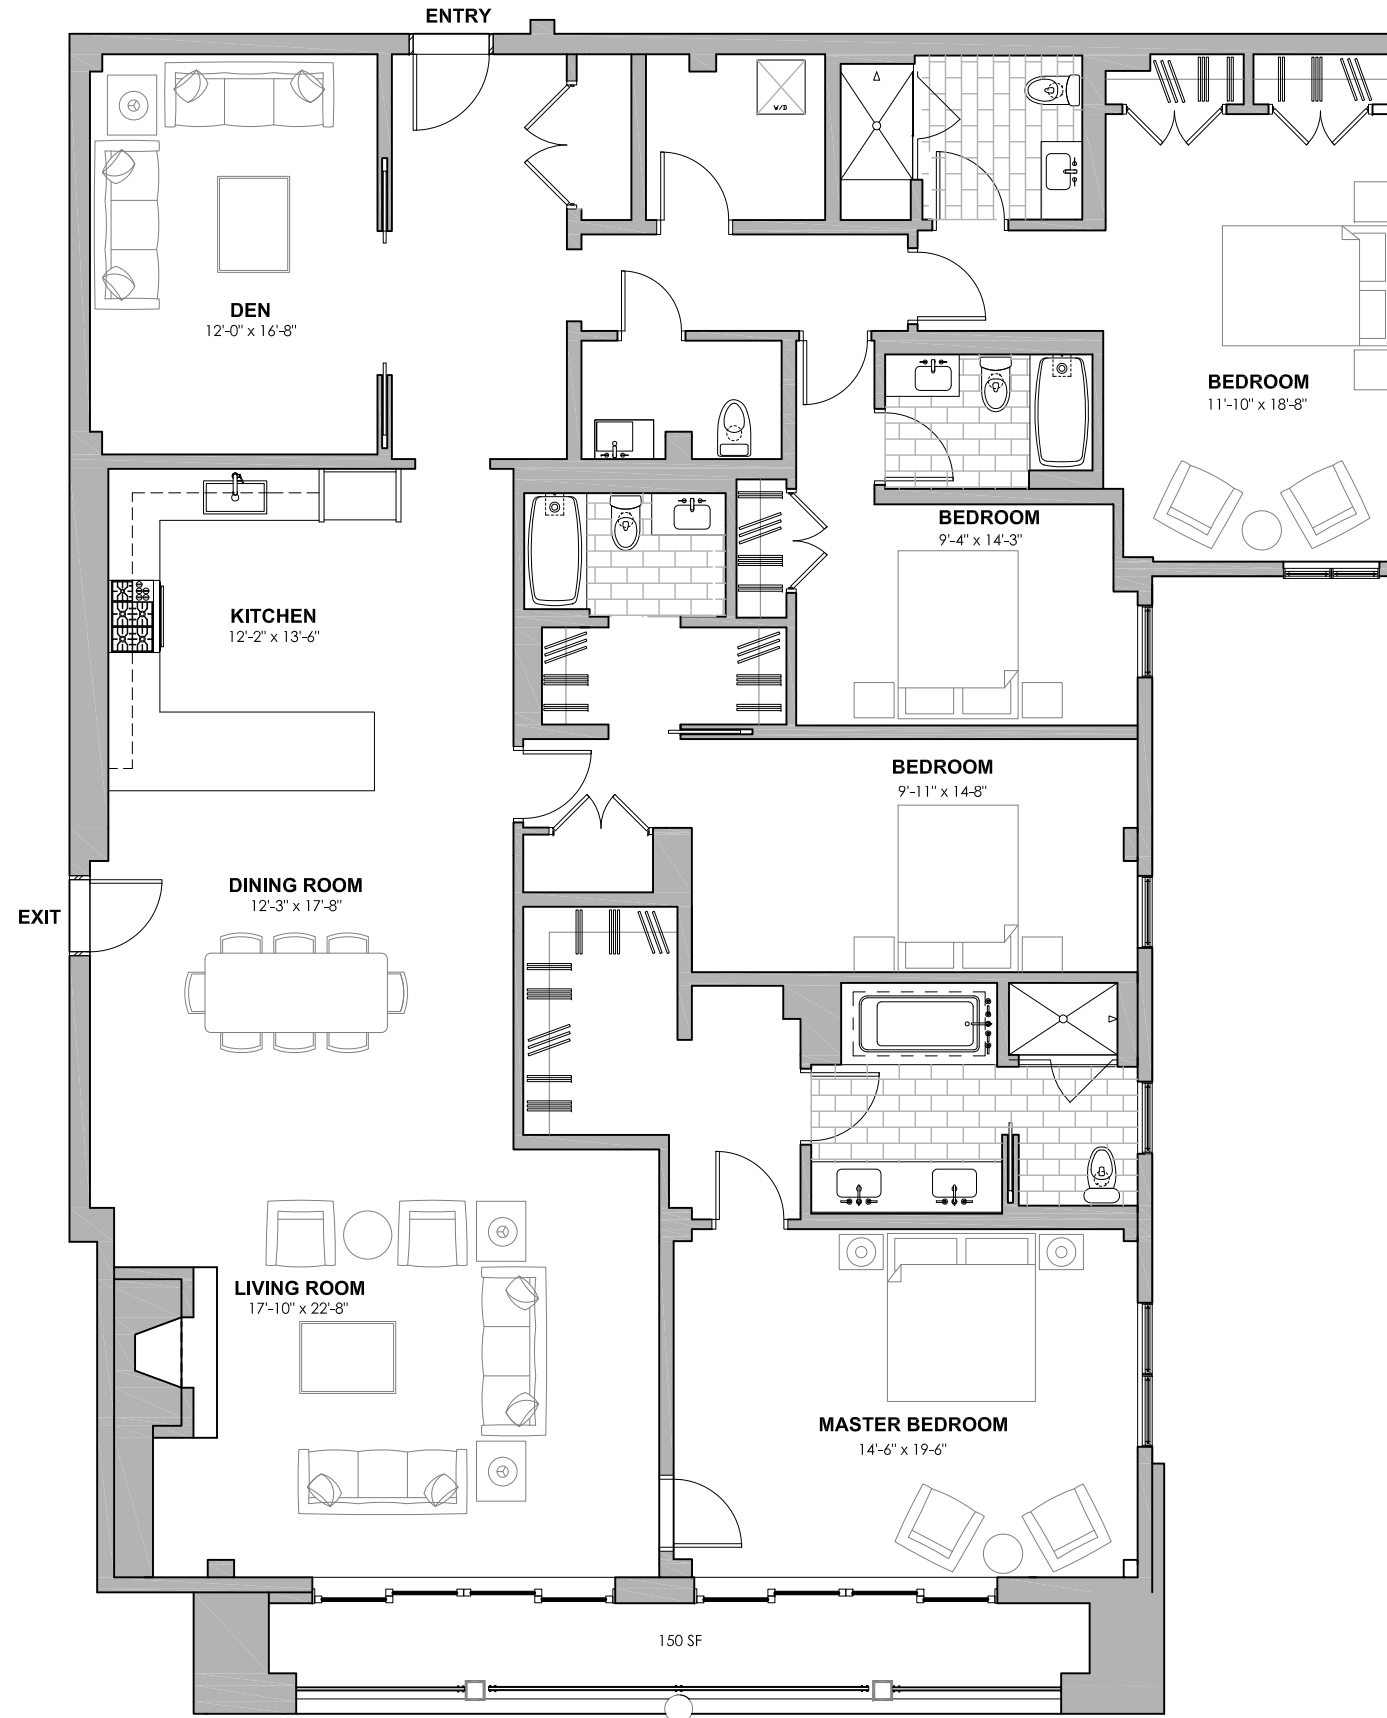 ENTRY
W/D
DEN
12'-0" x 16'-8"
BEDROOM
11'-10" x 18'-8"
BEDROOM
9'-4" x 14'-3"
KITCHEN
12'-2" x 13'-6"
BEDROOM
9'-11" x 14'-8"
DINING ROOM
12'-3" x 17'-8"
EXIT
LIVING ROOM
17'-10" x 22'-8"
MASTER BEDROOM
14'-6" x 19'-6"
150 SF